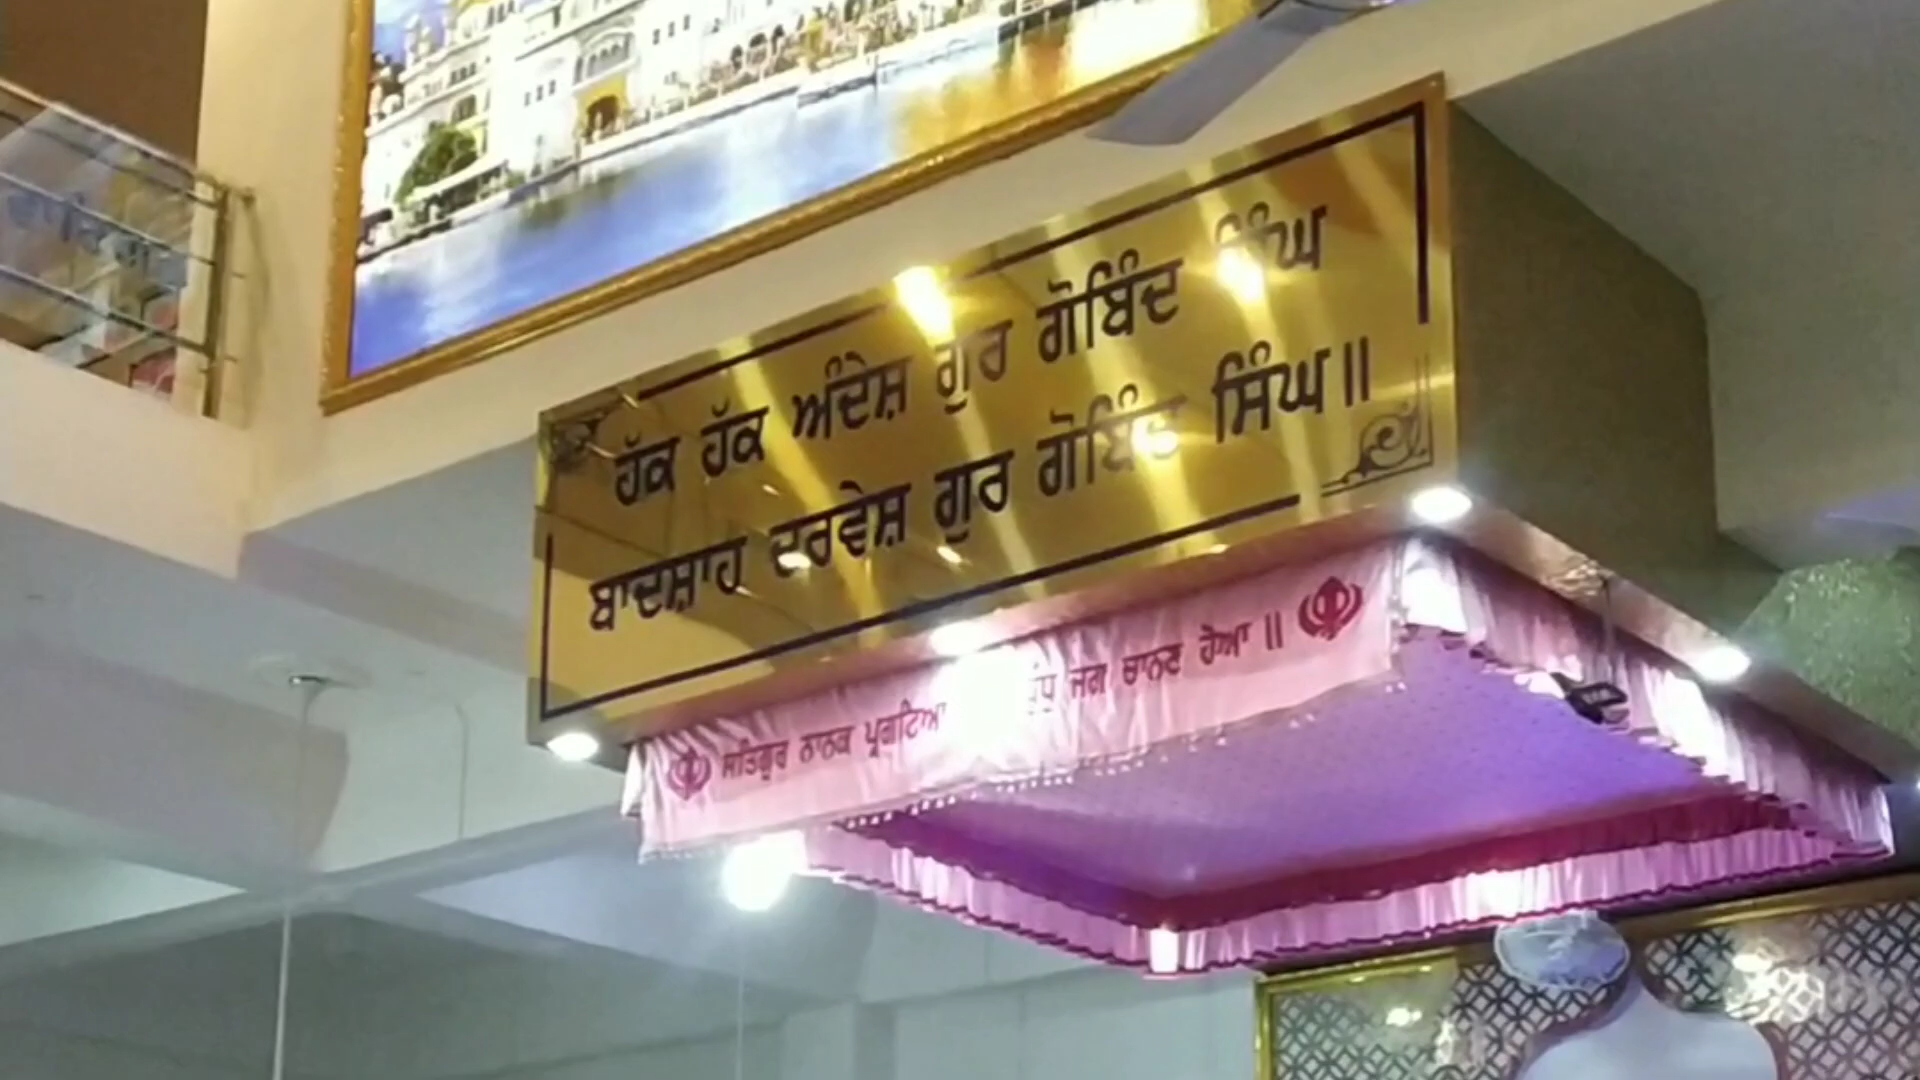 ਹੱਕ ਹੱਕ ਅੰਦੇਸ਼ ਗੁਰ ਗੋਬਿੰਦ ਸਿੰਘ
ਬਾਦਸ਼ਾਹ ਦਰਵੇਸ਼ ਗੁਰ ਗੋਬਿੰਦ ਸਿੰਘ॥
ਸਤਿਗੁਰ ਨਾਨਕ ਪ੍ਰਗਟਿਆ ਜਗ ਚਾਨਣ ਹੋਆ॥